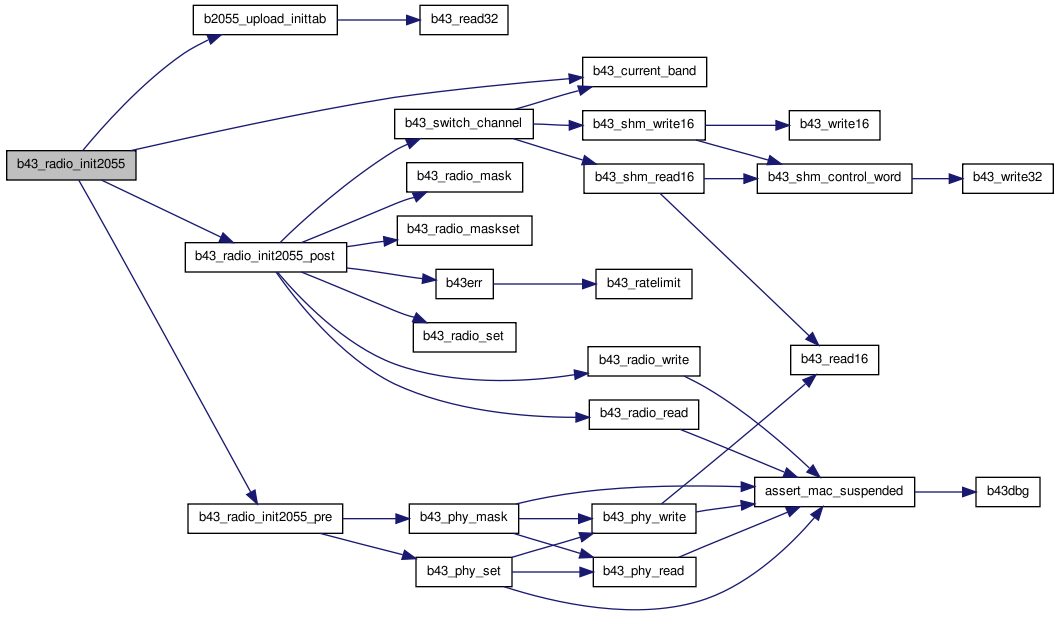 b2055_upload_inittab
b43_read32
b43_current_band
b43_switch_channel
b43_shm_write16
b43_write16
b43_radio_init2055
b43_radio_mask
b43_shm_read16
b43_shm_control_word
b43_write32
b43_radio_maskset
b43_radio_init2055_post
b43err
b43_ratelimit
b43_radio_set
b43_radio_write
b43_read16
b43_radio_read
assert_mac_suspended
b43dbg
b43_radio_init2055_pre
b43_phy_mask
b43_phy_write
b43_phy_set
b43_phy_read